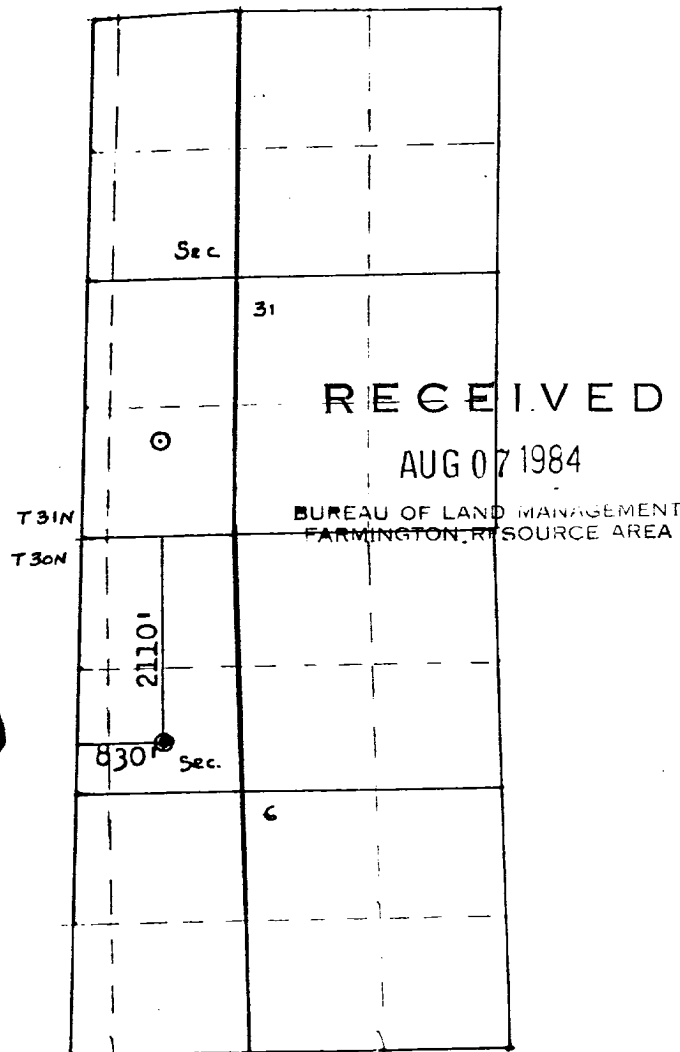 Sec
31
RECEIVED
AUG 07 1984
BUREAU OF LAND MANAGEMENT
FARMINGTON RESOURCE AREA
T31N
T30N
2110'
830'
Sec.
6